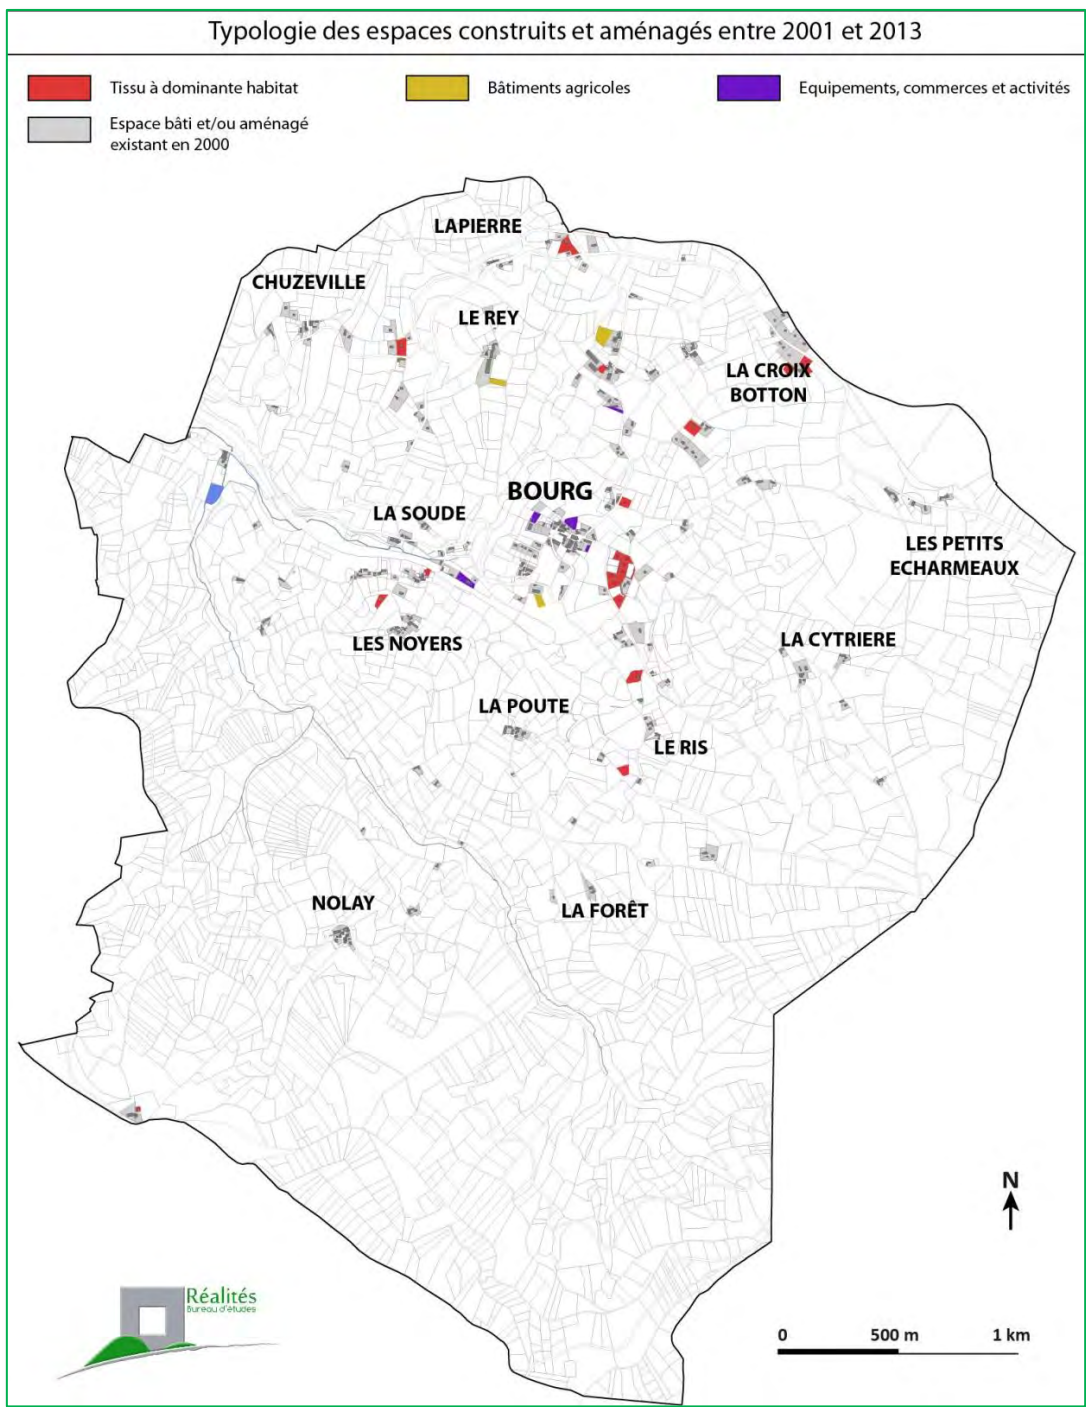 Typologie des espaces construits et aménagés entre 2001 et 2013
Tissu à dominante habitat
Bâtiments agricoles
Equipements, commerces et activités
Espace bâti et/ou aménagé
existant en 2000
LAPIERRE
CHUZEVILLE
LE REY
LA CROIX
BOTTON
BOURG
LA SOUDE
LES PETITS
ECHARMEAUX
LES NOYERS
LA CYTRIERE
LA POUTE
LE RIS
NOLAY
LA FORÊT
N
Réalités
Bureau d'études
0 500 m 1 km